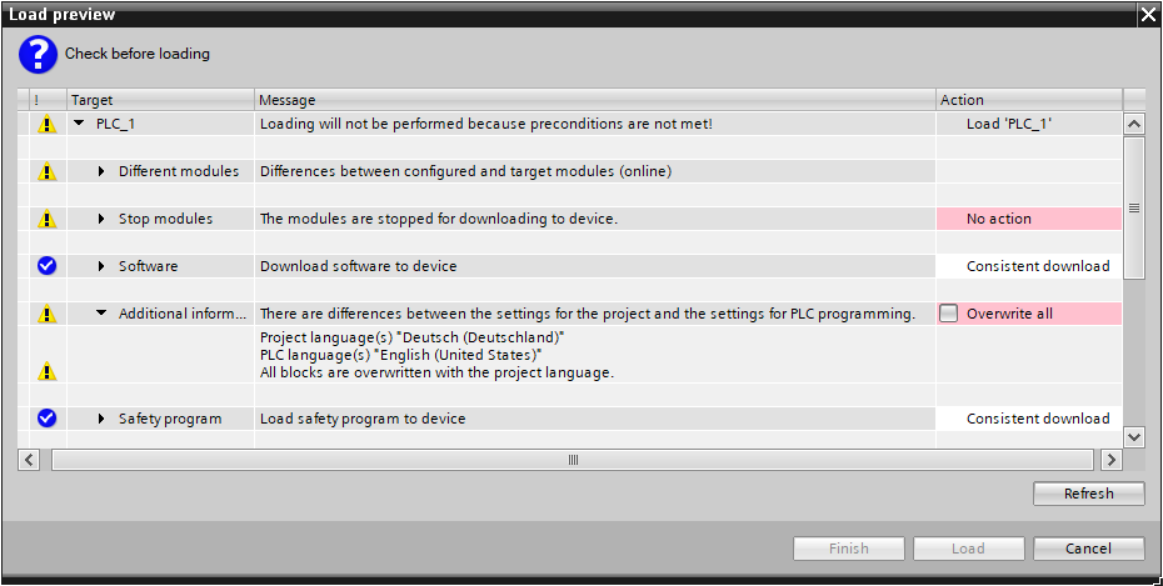 Load preview
Check before loading
! Target Message Action
PLC_1 Loading will not be performed because preconditions are not met! Load 'PLC_1'
Different modules Differences between configured and target modules (online)
Stop modules The modules are stopped for downloading to device. No action
Software Download software to device Consistent download
Additional inform... There are differences between the settings for the project and the settings for PLC programming. Overwrite all
Project language(s) "Deutsch (Deutschland)"
PLC language(s) "English (United States)"
All blocks are overwritten with the project language.
Safety program Load safety program to device Consistent download
Refresh
Finish Load Cancel